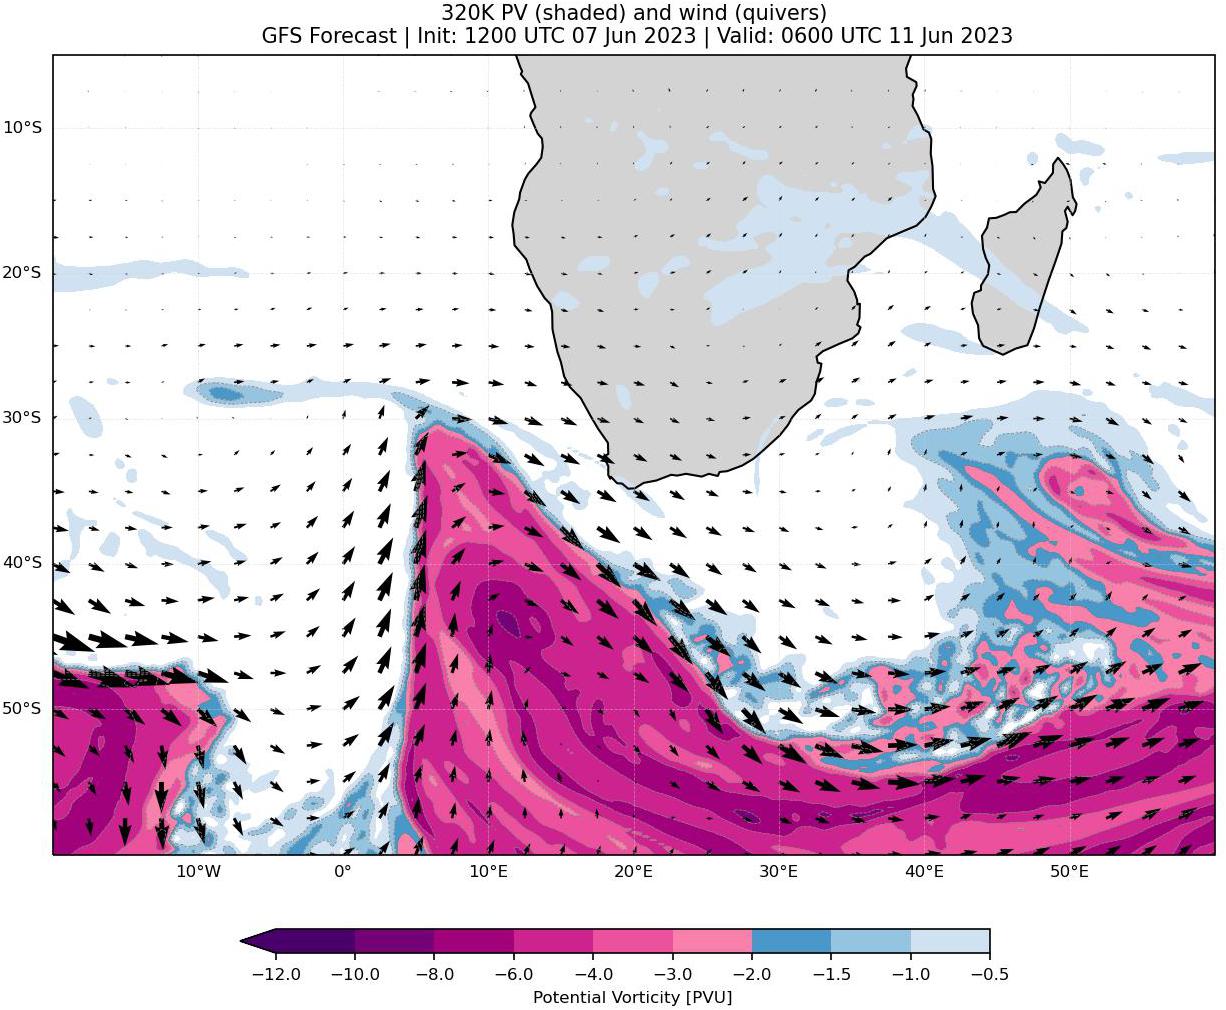 320K PV (shaded) and wind (quivers)
GFS Forecast | Init: 1200 UTC 07 Jun 2023 | Valid: 0600 UTC 11 Jun 2023
10°S
20°S
30°S
40°S
50°S
10°W 0° 10°E 20°E 30°E 40°E 50°E
−12.0 −10.0 −8.0 −6.0 −4.0 −3.0 −2.0 −1.5 −1.0 −0.5
Potential Vorticity [PVU]